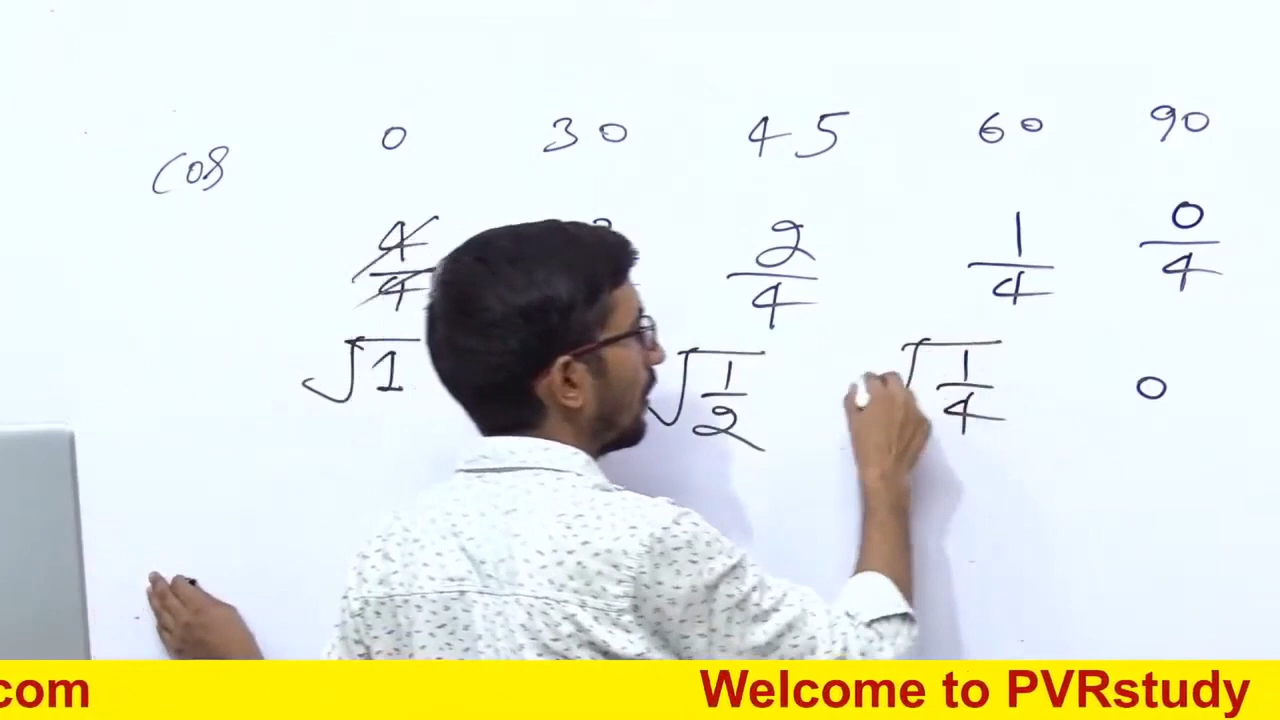 cos 0 30 45 60 90
4/4 2/4 1/4 0/4
√1 √1/2 √1/4 0
.com Welcome to PVRstudy